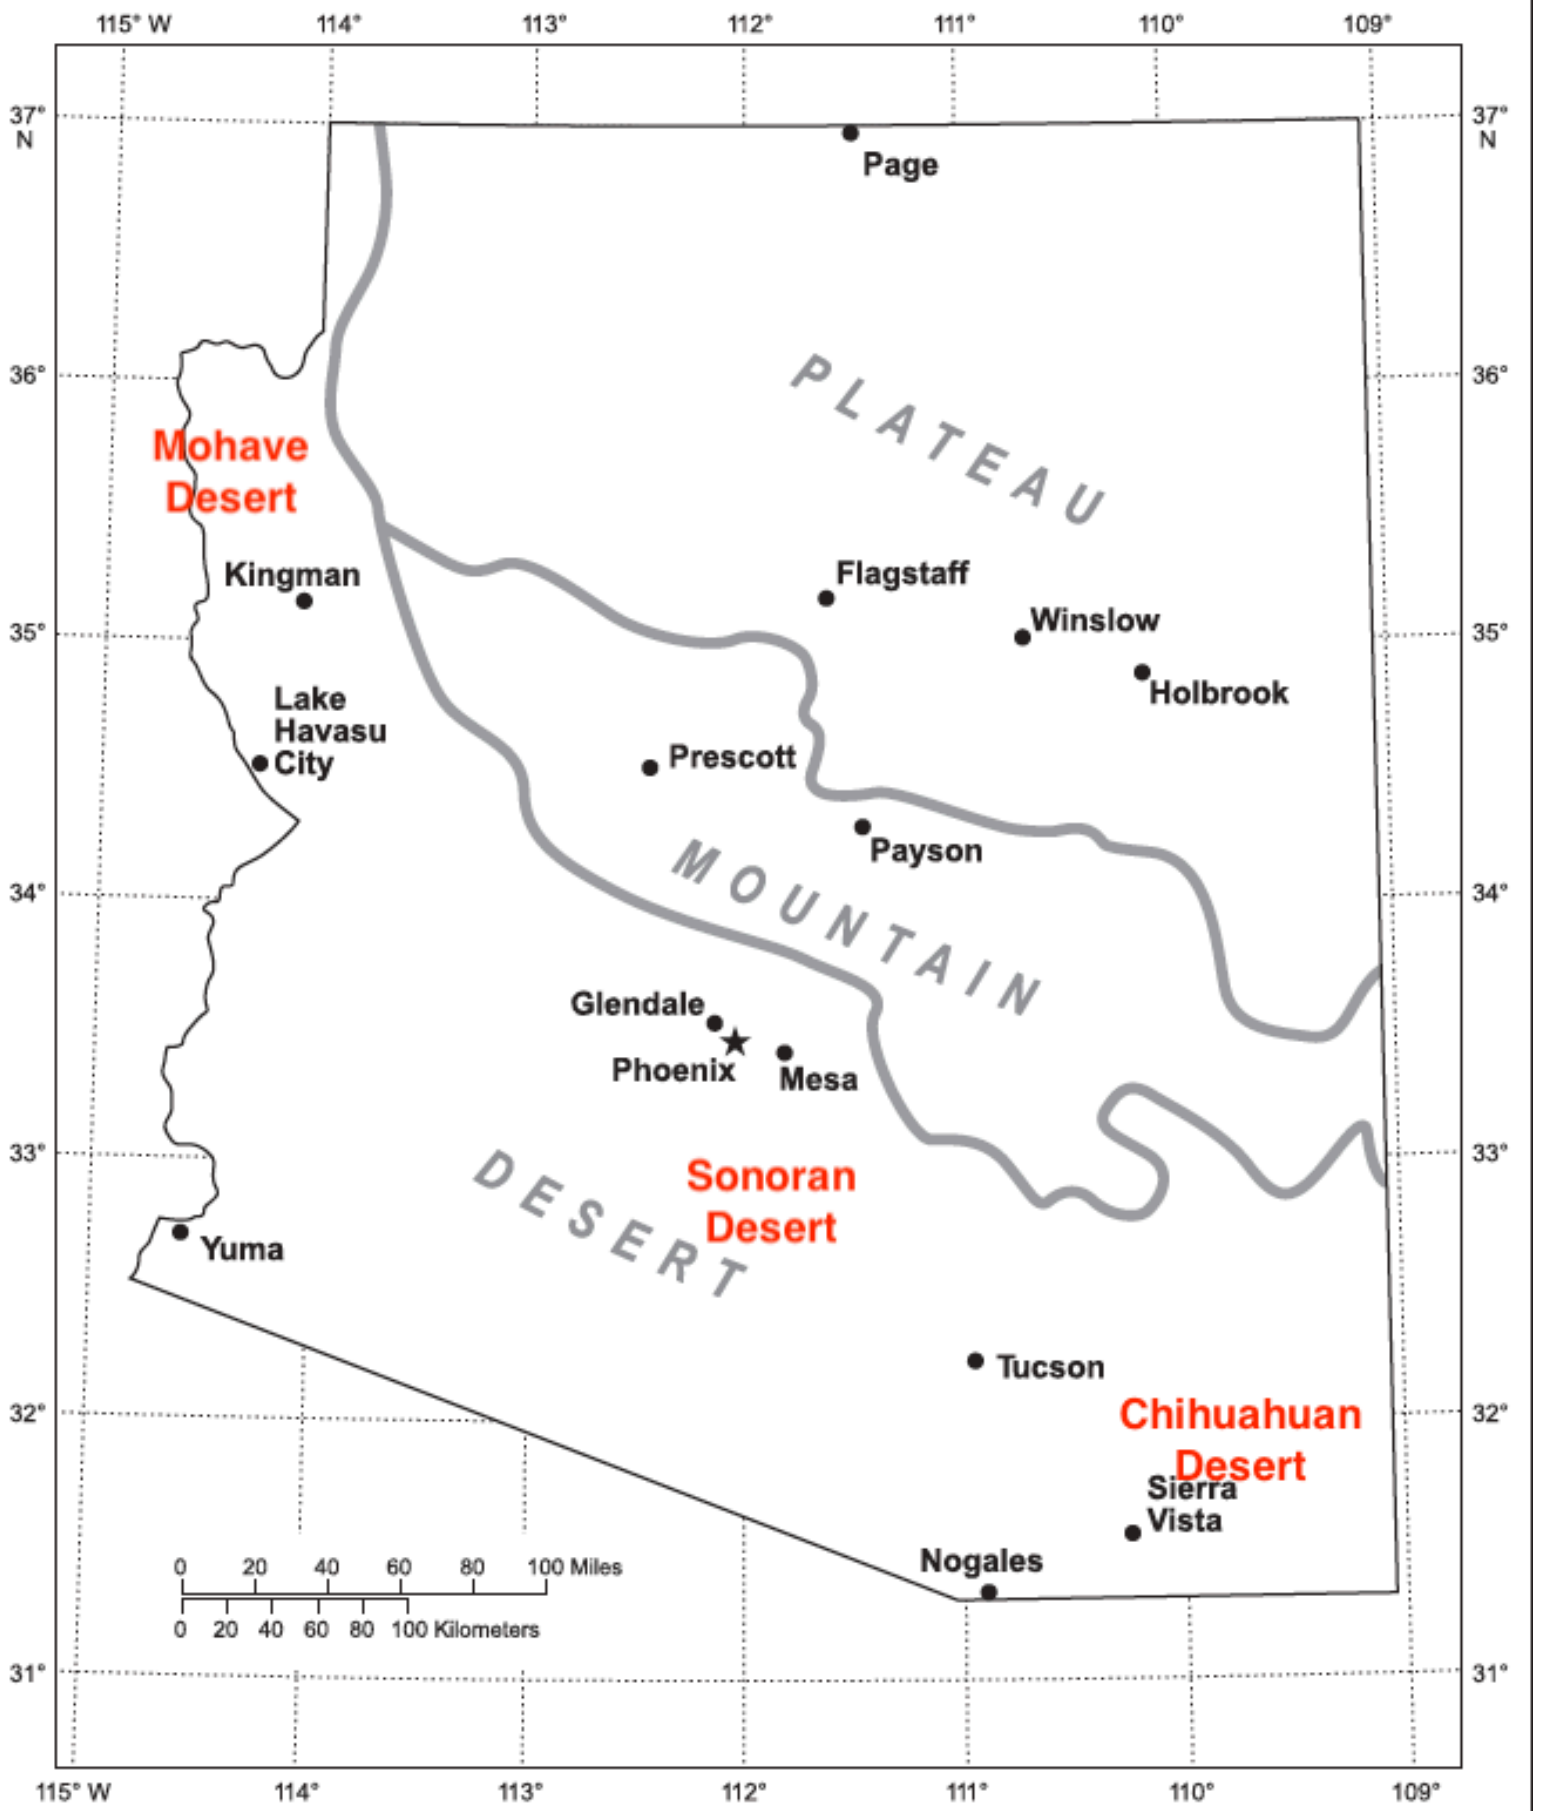 115° W 114° 113° 112° 111° 110° 109°
37° N
37° N
Page
36°
36°
PLATEAU
Mohave
Desert
Kingman
Flagstaff
Winslow
35°
35°
Holbrook
Lake
Havasu
City
Prescott
Payson
MOUNTAIN
34°
34°
Glendale
Phoenix
Mesa
33°
33°
DESERT
Sonoran
Desert
Yuma
Tucson
32°
32°
Chihuahuan
Desert
Sierra
Vista
Nogales
0 20 40 60 80 100 Miles
0 20 40 60 80 100 Kilometers
31°
31°
115° W 114° 113° 112° 111° 110° 109°